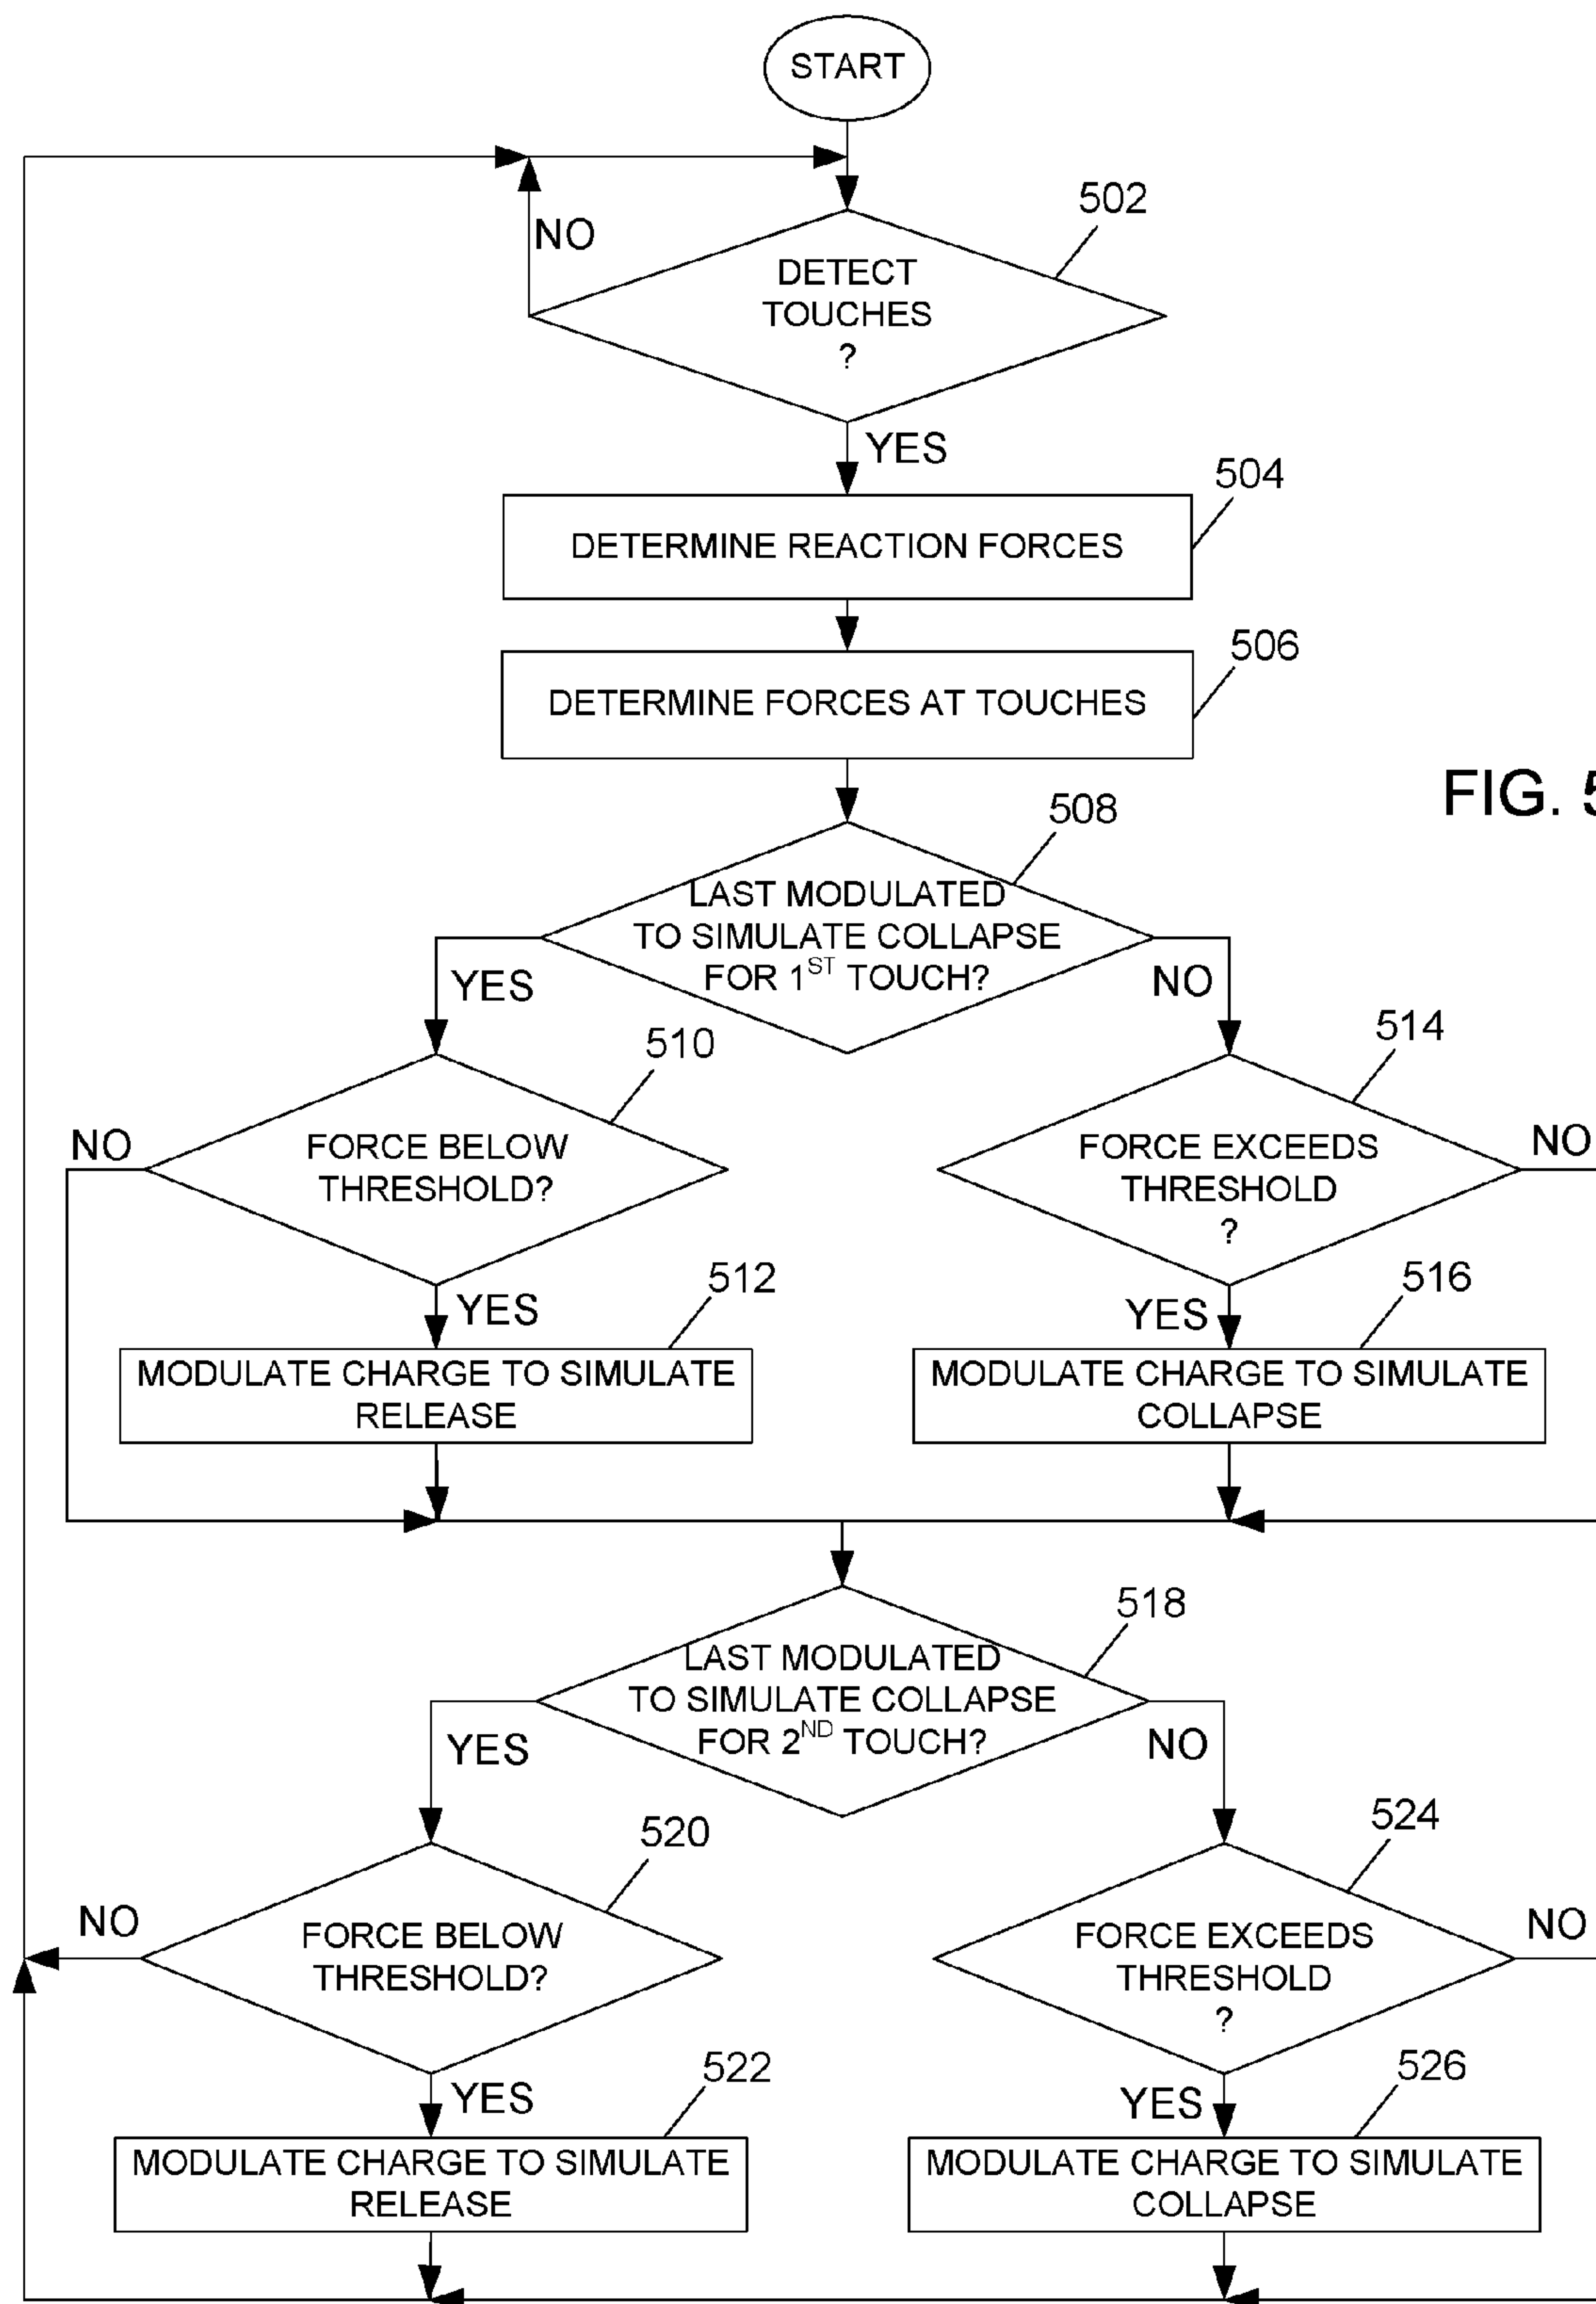 START
502
NO
DETECT
TOUCHES
?
YES
504
DETERMINE REACTION FORCES
506
DETERMINE FORCES AT TOUCHES
FIG. 5
508
LAST MODULATED
TO SIMULATE COLLAPSE
FOR 1ST TOUCH?
YES
NO
510
514
NO
FORCE BELOW
THRESHOLD?
FORCE EXCEEDS
THRESHOLD
?
NO
YES
512
YES
516
MODULATE CHARGE TO SIMULATE
RELEASE
MODULATE CHARGE TO SIMULATE
COLLAPSE
518
LAST MODULATED
TO SIMULATE COLLAPSE
FOR 2ND TOUCH?
YES
NO
520
524
NO
FORCE BELOW
THRESHOLD?
FORCE EXCEEDS
THRESHOLD
?
NO
YES
522
YES
526
MODULATE CHARGE TO SIMULATE
RELEASE
MODULATE CHARGE TO SIMULATE
COLLAPSE